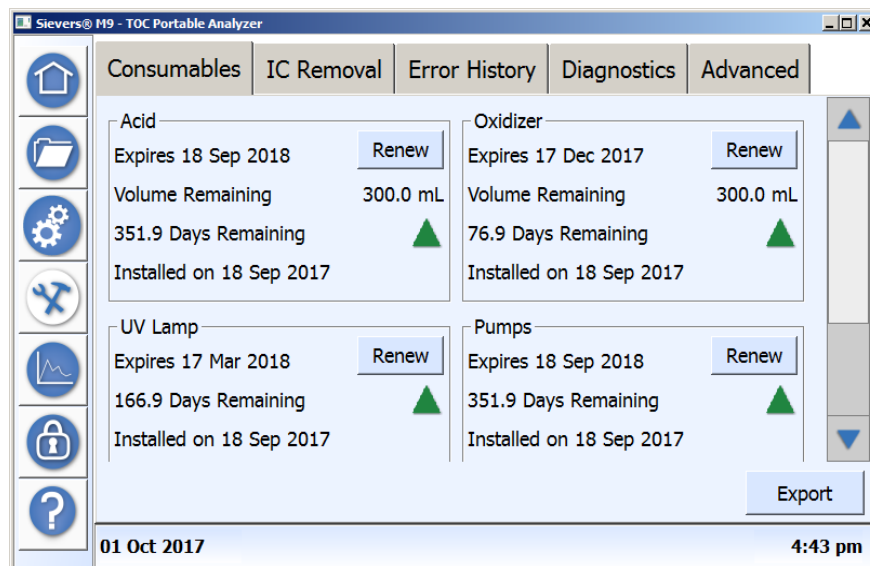 Sievers® M9 - TOC Portable Analyzer
Consumables IC Removal Error History Diagnostics Advanced
Acid
Expires 18 Sep 2018 Renew
Volume Remaining 300.0 mL
351.9 Days Remaining
Installed on 18 Sep 2017
Oxidizer
Expires 17 Dec 2017 Renew
Volume Remaining 300.0 mL
76.9 Days Remaining
Installed on 18 Sep 2017
UV Lamp
Expires 17 Mar 2018 Renew
166.9 Days Remaining
Installed on 18 Sep 2017
Pumps
Expires 18 Sep 2018 Renew
351.9 Days Remaining
Installed on 18 Sep 2017
Export
?
01 Oct 2017 4:43 pm